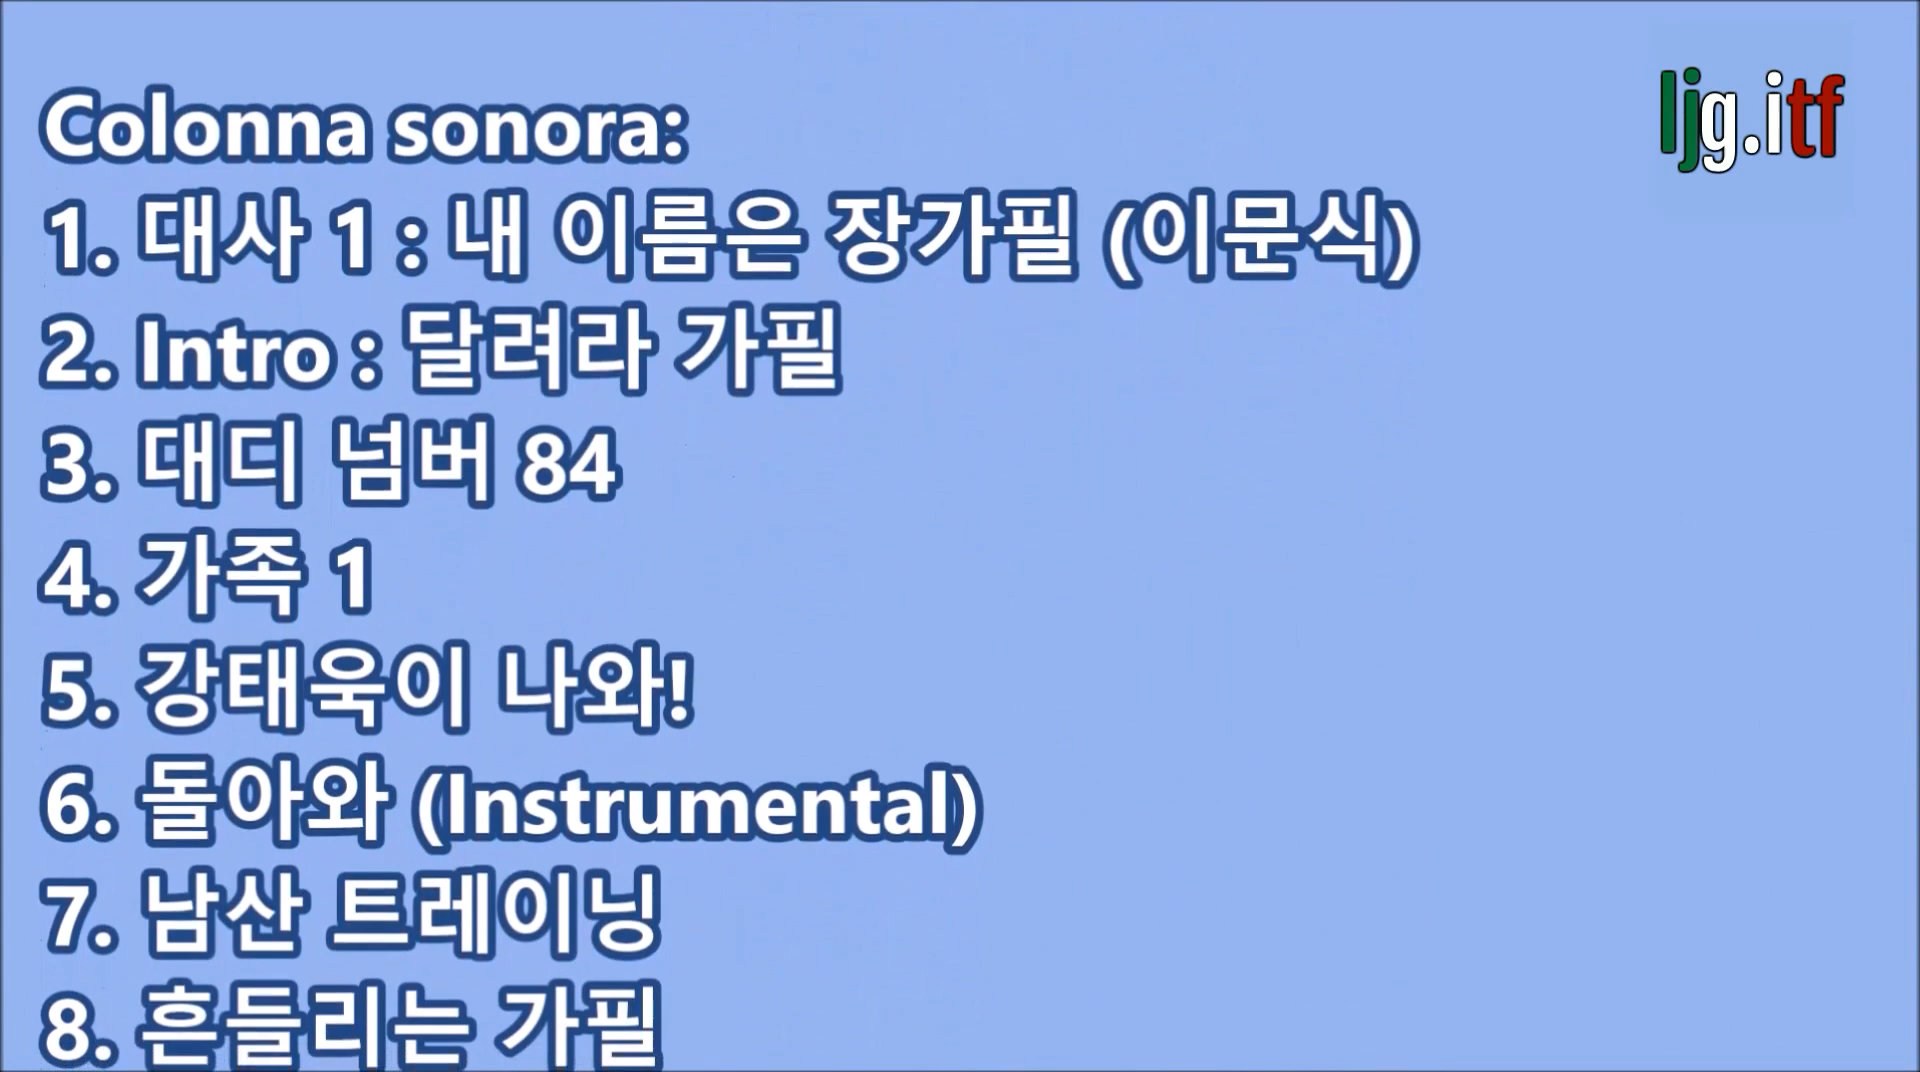 ljg.itf
Colonna sonora:
1. 대사 1 : 내 이름은 장가필 (이문식)
2. Intro : 달려라 가필
3. 대디 넘버 84
4. 가족 1
5. 강태욱이 나와!
6. 돌아와 (Instrumental)
7. 남산 트레이닝
8. 흔들리는 가필